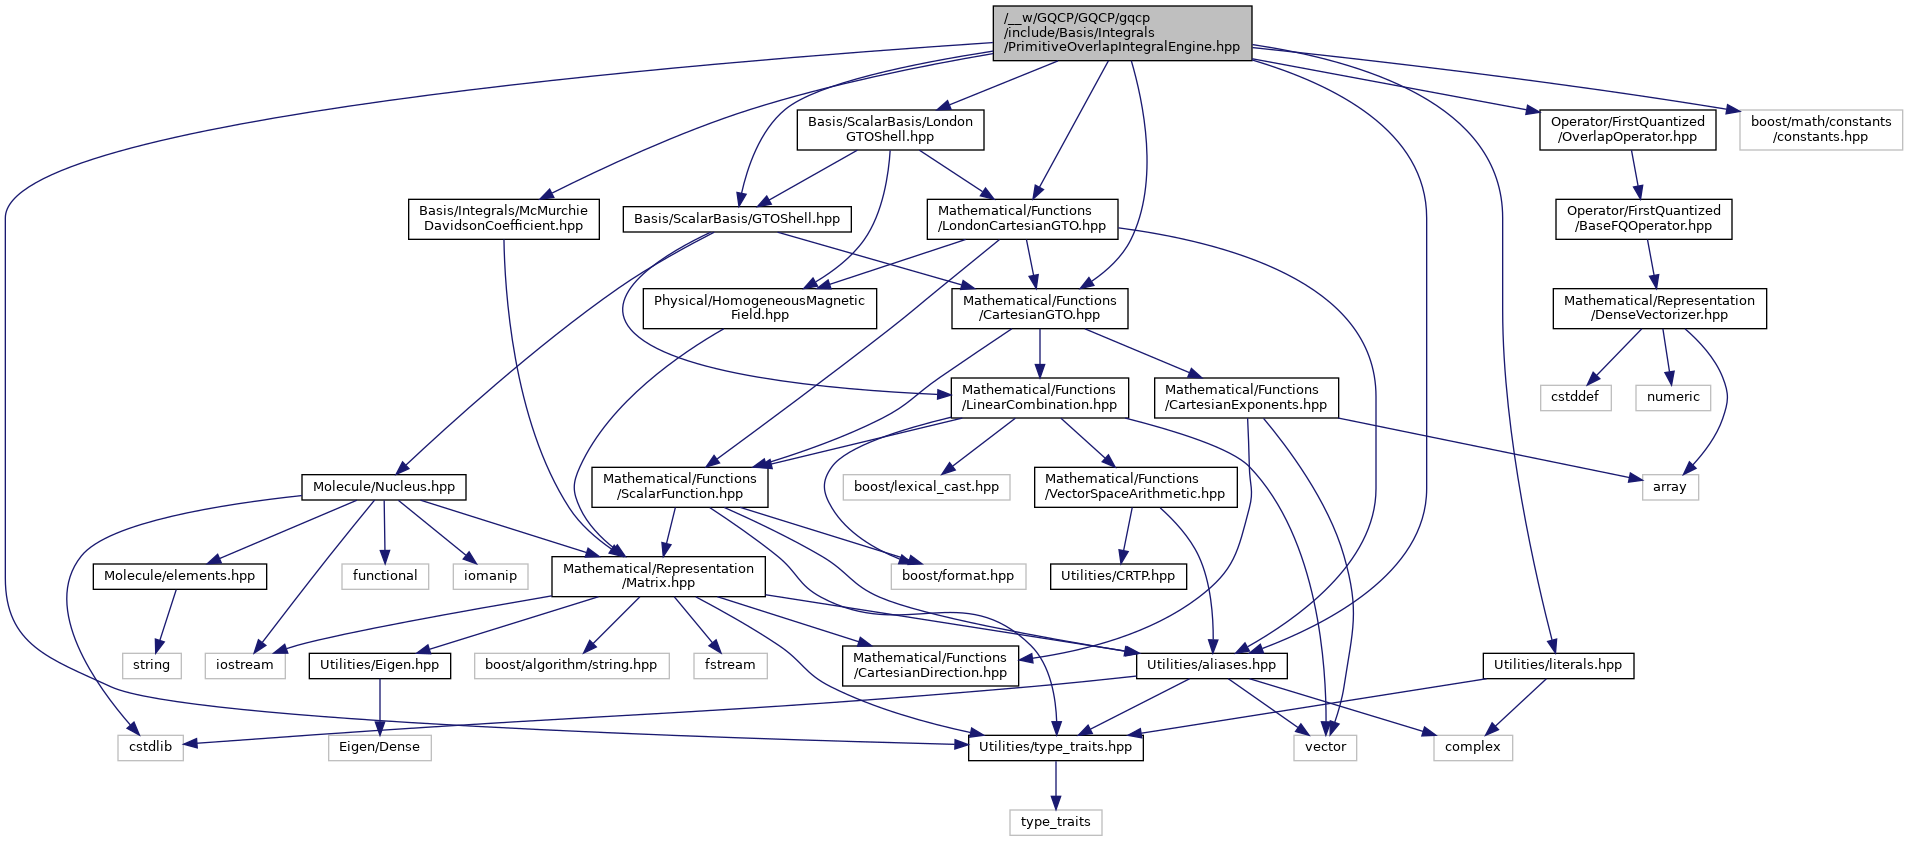 /__w/GQCP/GQCP/gqcp
/include/Basis/Integrals
/PrimitiveOverlapIntegralEngine.hpp
Basis/ScalarBasis/London
GTOShell.hpp
Operator/FirstQuantized
/OverlapOperator.hpp
boost/math/constants
/constants.hpp
Basis/Integrals/McMurchie
DavidsonCoefficient.hpp
Basis/ScalarBasis/GTOShell.hpp
Mathematical/Functions
/LondonCartesianGTO.hpp
Operator/FirstQuantized
/BaseFQOperator.hpp
Physical/HomogeneousMagnetic
Field.hpp
Mathematical/Functions
/CartesianGTO.hpp
Mathematical/Representation
/DenseVectorizer.hpp
Mathematical/Functions
/LinearCombination.hpp
Mathematical/Functions
/CartesianExponents.hpp
cstddef
numeric
Molecule/Nucleus.hpp
Mathematical/Functions
/ScalarFunction.hpp
boost/lexical_cast.hpp
Mathematical/Functions
/VectorSpaceArithmetic.hpp
array
Molecule/elements.hpp
functional
iomanip
Mathematical/Representation
/Matrix.hpp
boost/format.hpp
Utilities/CRTP.hpp
string
iostream
Utilities/Eigen.hpp
boost/algorithm/string.hpp
fstream
Mathematical/Functions
/CartesianDirection.hpp
Utilities/aliases.hpp
Utilities/literals.hpp
cstdlib
Eigen/Dense
Utilities/type_traits.hpp
vector
complex
type_traits